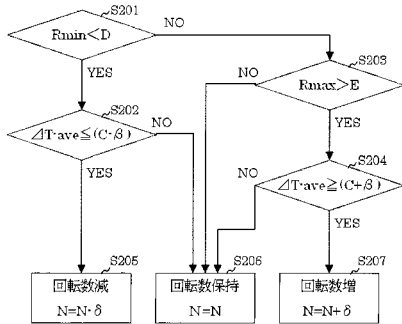 S201
Rmin<D
NO
YES
S202
⊿T·ave≦(C-β)
NO
YES
S203
Rmax>E
NO
YES
S204
⊿T·ave≧(C+β)
NO
YES
S205
回転数減
N=N-δ
S206
回転数保持
N=N
S207
回転数増
N=N+δ